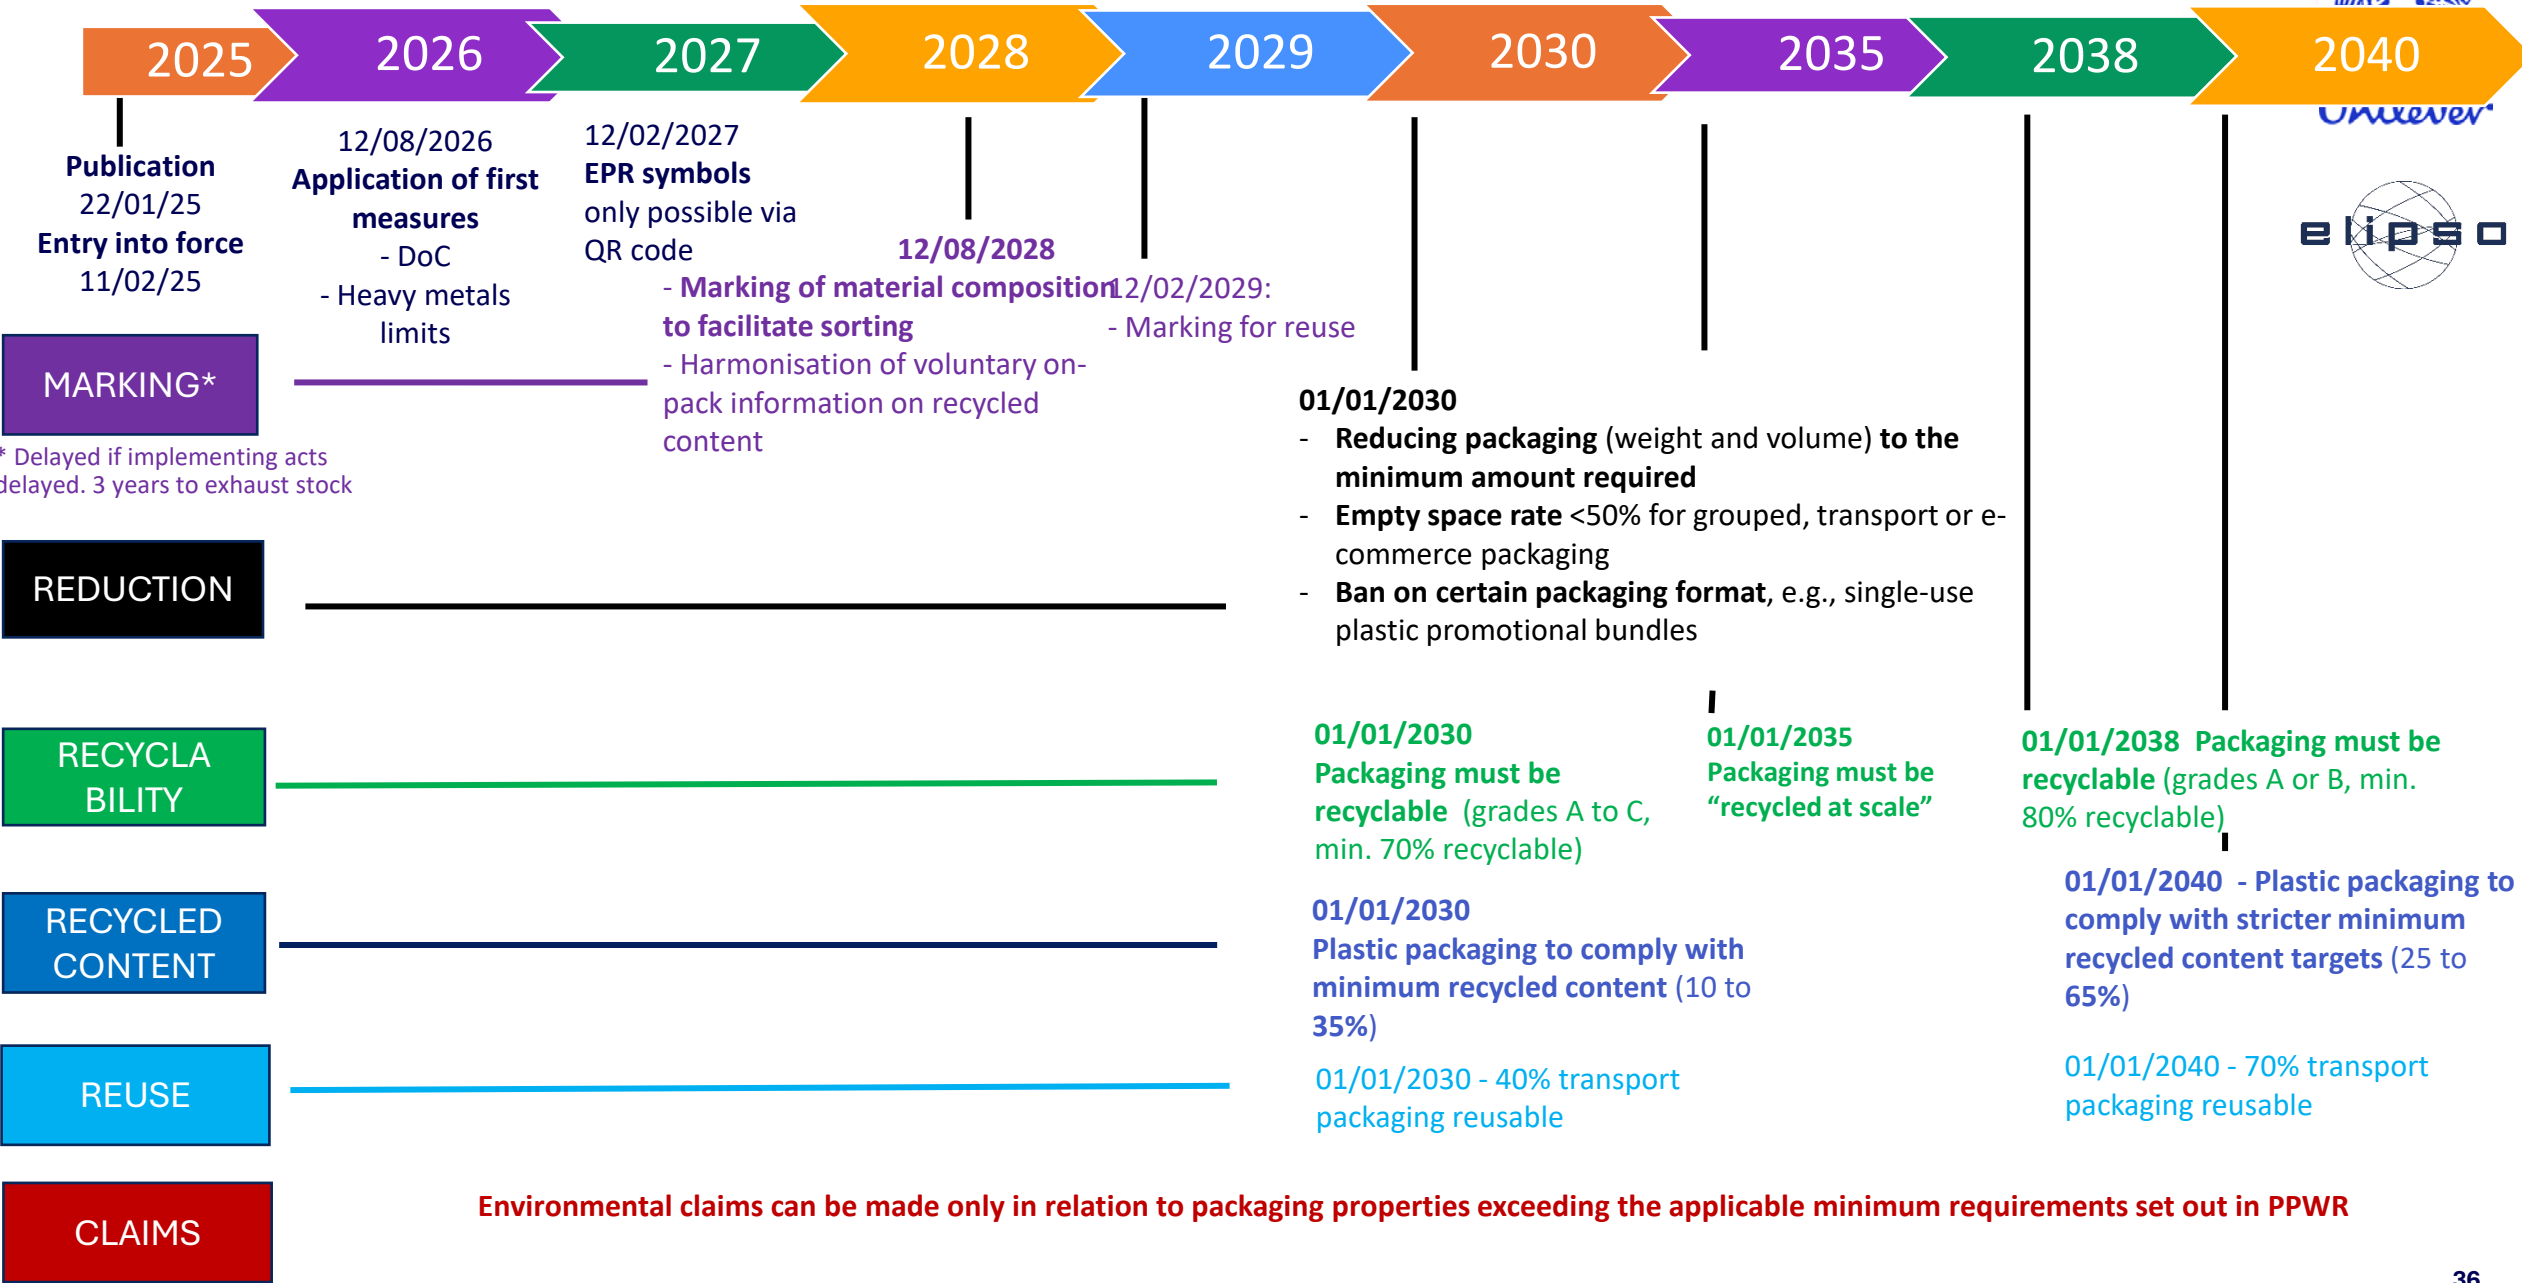 2025
2026
2027
2028
2029
2030
2035
2038
2040
Unilever
elipso
Publication
22/01/25
Entry into force
11/02/25
12/08/2026
Application of first
measures
- DoC
- Heavy metals
limits
12/02/2027
EPR symbols
only possible via
QR code
12/08/2028
- Marking of material composition
to facilitate sorting
- Harmonisation of voluntary on-
pack information on recycled
content
12/02/2029:
- Marking for reuse
MARKING*
* Delayed if implementing acts
delayed. 3 years to exhaust stock
01/01/2030
- Reducing packaging (weight and volume) to the
minimum amount required
- Empty space rate <50% for grouped, transport or e-
commerce packaging
- Ban on certain packaging format, e.g., single-use
plastic promotional bundles
REDUCTION
RECYCLA
BILITY
01/01/2030
Packaging must be
recyclable (grades A to C,
min. 70% recyclable)
01/01/2035
Packaging must be
“recycled at scale”
01/01/2038 Packaging must be
recyclable (grades A or B, min.
80% recyclable)
RECYCLED
CONTENT
01/01/2030
Plastic packaging to comply with
minimum recycled content (10 to
35%)
01/01/2040 - Plastic packaging to
comply with stricter minimum
recycled content targets (25 to
65%)
REUSE
01/01/2030 - 40% transport
packaging reusable
01/01/2040 - 70% transport
packaging reusable
CLAIMS
Environmental claims can be made only in relation to packaging properties exceeding the applicable minimum requirements set out in PPWR
36